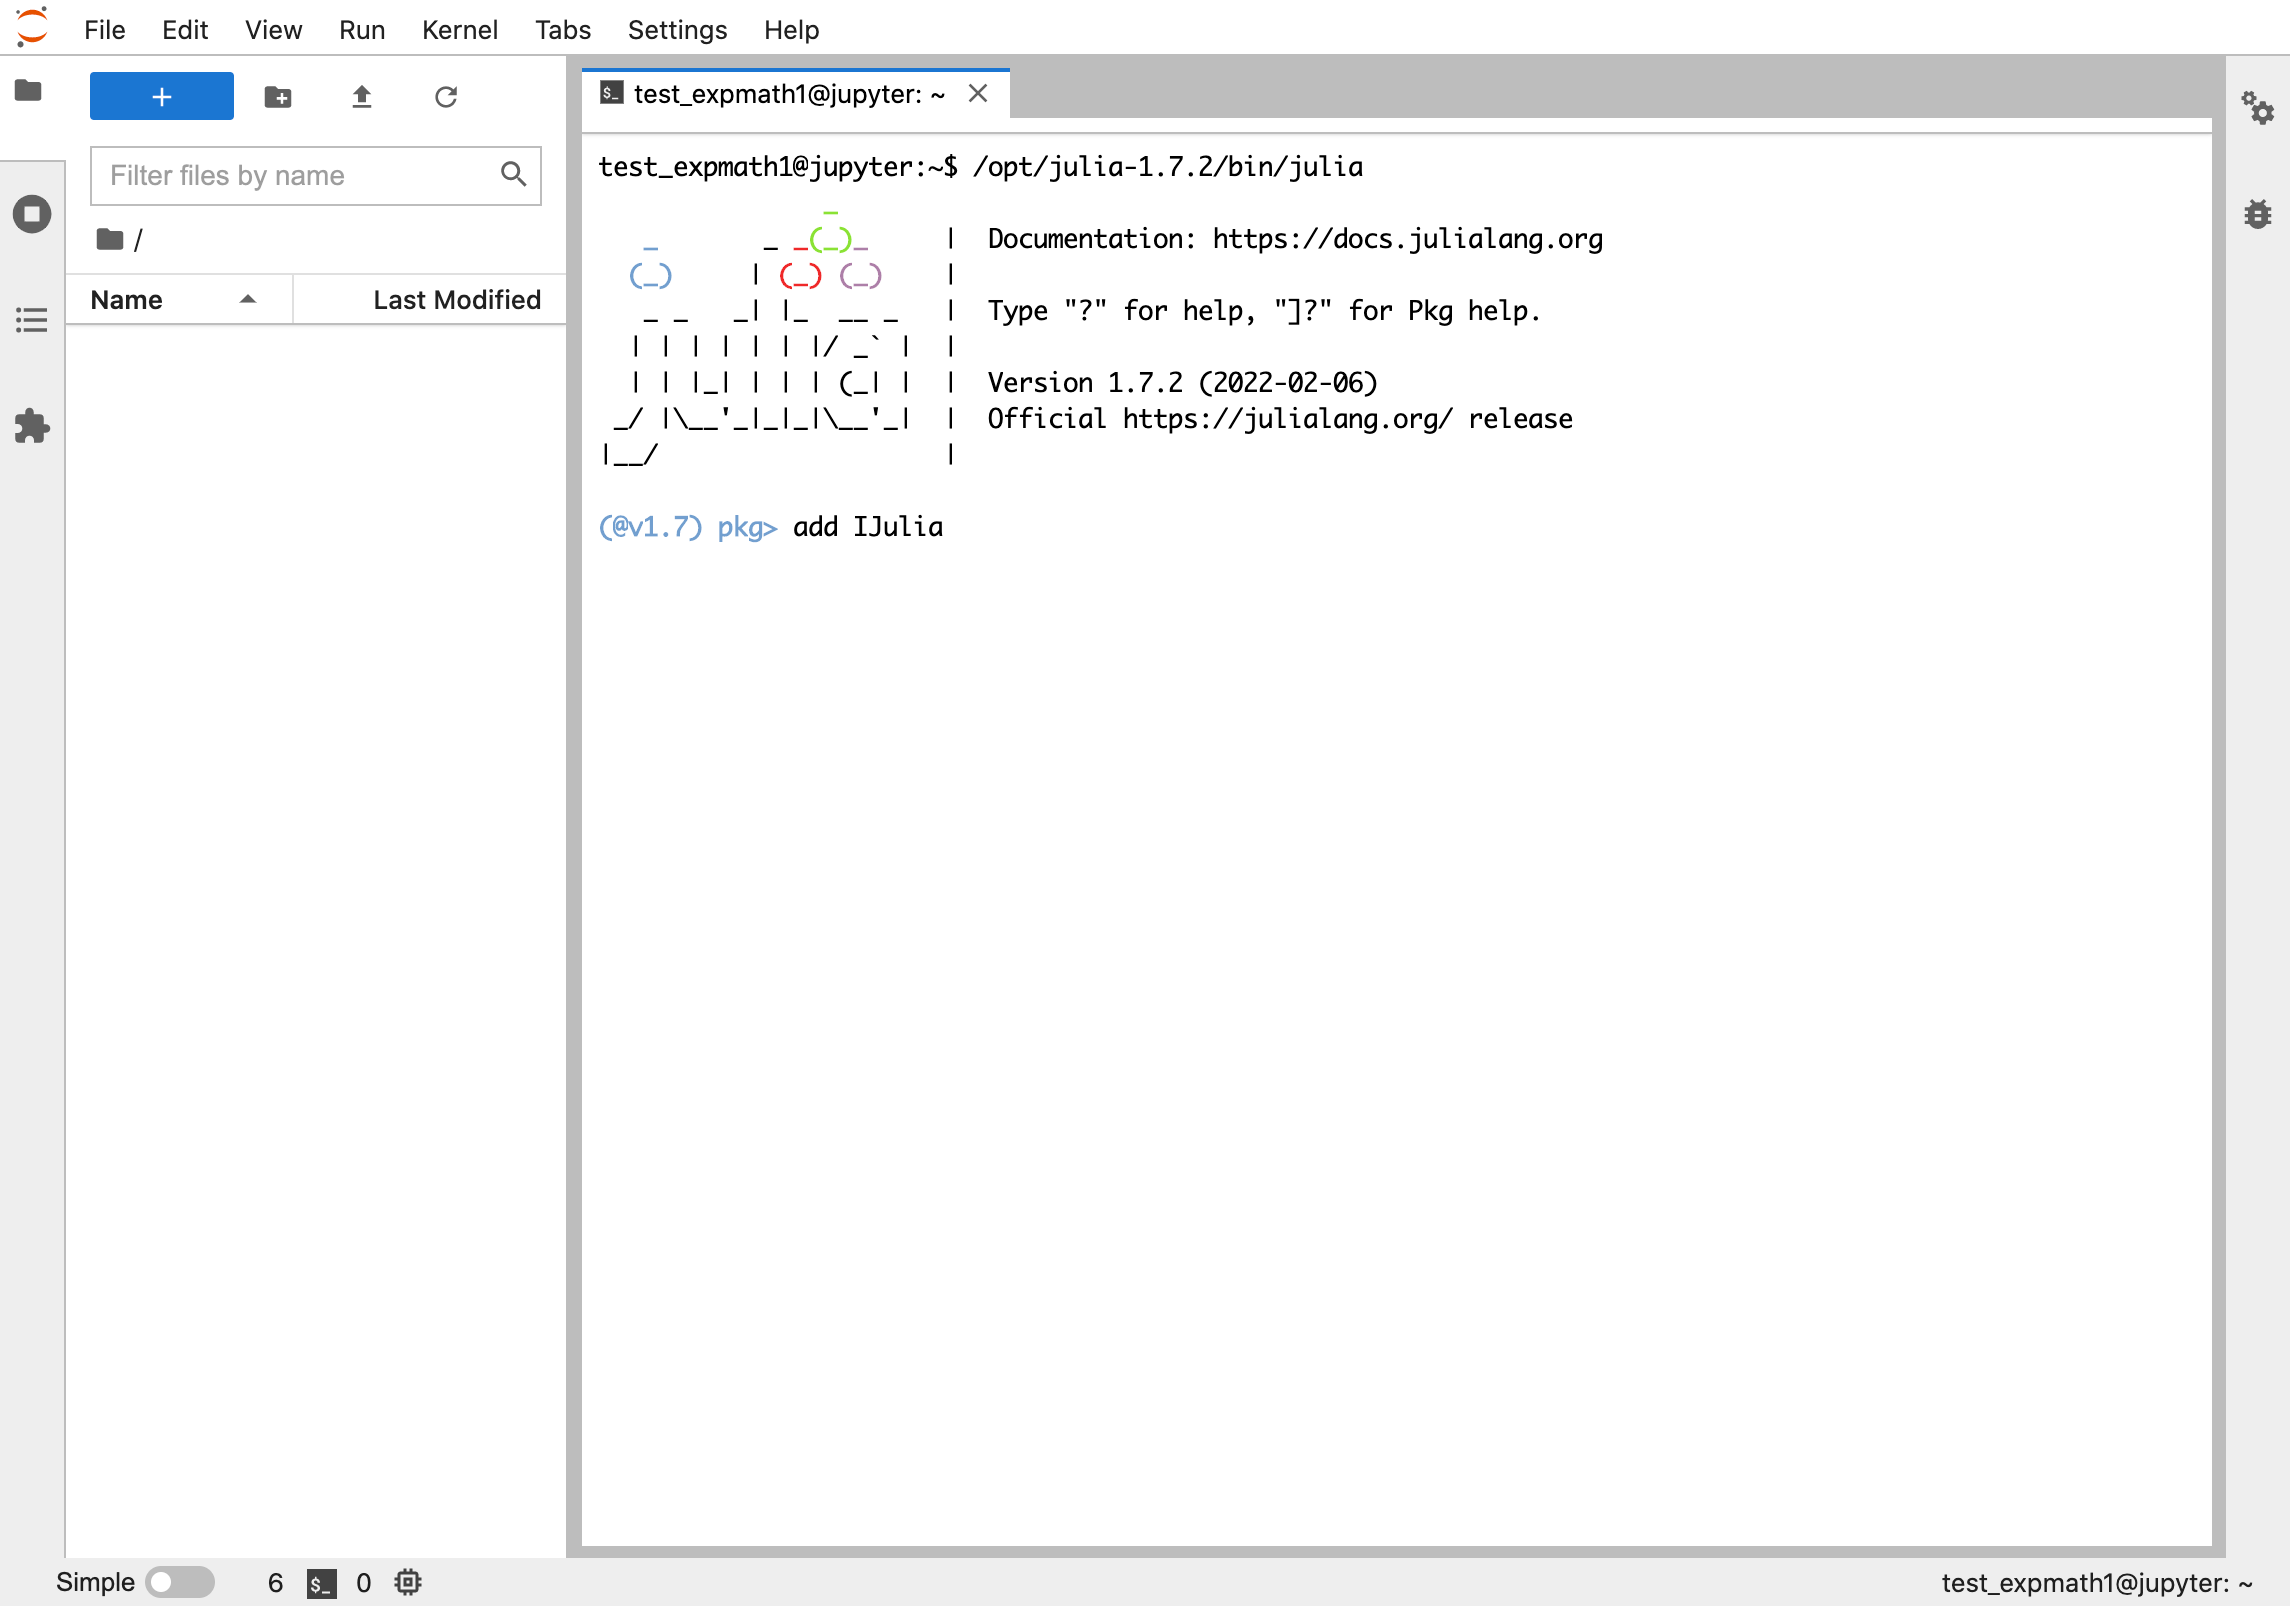 File Edit View Run Kernel Tabs Settings Help
+
Filter files by name
/
Name Last Modified
$_ test_expmath1@jupyter: ~
test_expmath1@jupyter:~$ /opt/julia-1.7.2/bin/julia
               _
   _       _ _(_)_     |  Documentation: https://docs.julialang.org
  (_)     | (_) (_)    |
   _ _   _| |_  __ _   |  Type "?" for help, "]?" for Pkg help.
  | | | | | | |/ _` |  |
  | | |_| | | | (_| |  |  Version 1.7.2 (2022-02-06)
 _/ |\__'_|_|_|\__'_|  |  Official https://julialang.org/ release
|__/                   |
(@v1.7) pkg> add IJulia
Simple 6 $_ 0 test_expmath1@jupyter: ~